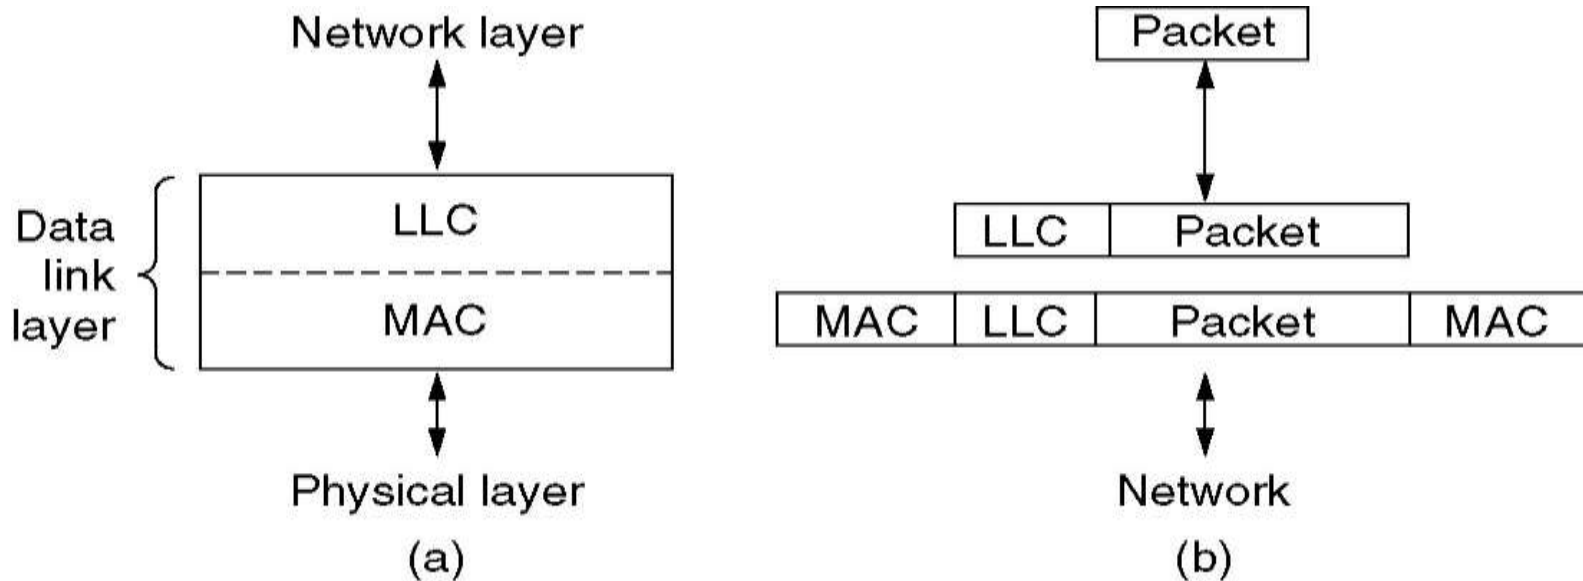 Network layer
Data
link
layer
LLC
MAC
Physical layer
(a)
Packet
LLC Packet
MAC LLC Packet MAC
Network
(b)